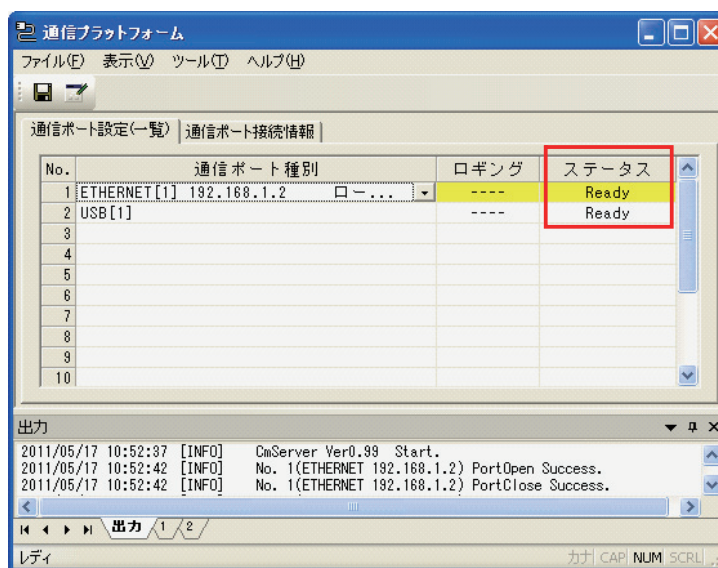 通信プラットフォーム
ファイル(F) 表示(V) ツール(T) ヘルプ(H)
通信ポート設定(一覧) 通信ポート接続情報
No. 通信ポート種別 ロギング ステータス
1 ETHERNET[1] 192.168.1.2 ロー... ---- Ready
2 USB[1] ---- Ready
3
4
5
6
7
8
9
10
出力
2011/05/17 10:52:37 [INFO] CmServer Ver0.99 Start.
2011/05/17 10:52:42 [INFO] No. 1(ETHERNET 192.168.1.2) PortOpen Success.
2011/05/17 10:52:42 [INFO] No. 1(ETHERNET 192.168.1.2) PortClose Success.
出力 1 2
レディ カナ CAP NUM SCRL